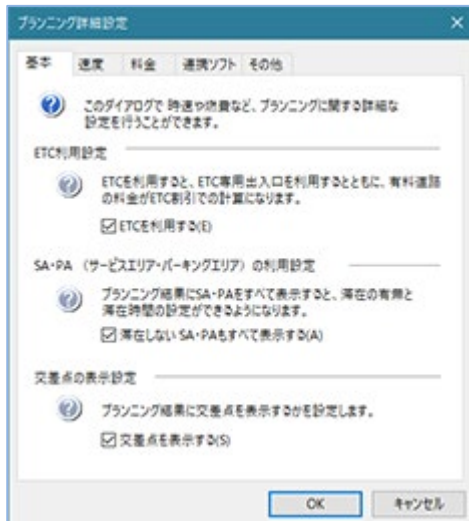 プランニング詳細設定
基本 速度 料金 連携ソフト その他
このダイアログで 時速や燃費など、プランニングに関する詳細な
設定を行うことができます。
ETC利用設定
ETCを利用すると、ETC専用出入口を利用するとともに、有料道路
の料金がETC割引での計算になります。
ETCを利用する(E)
SA・PA （サービスエリア・パーキングエリア）の利用設定
プランニング結果にSA・PAをすべて表示すると、滞在の有無と
滞在時間の設定ができるようになります。
滞在しない SA・PAもすべて表示する(A)
交差点の表示設定
プランニング結果に交差点を表示するかを設定します。
交差点を表示する(S)
OK キャンセル